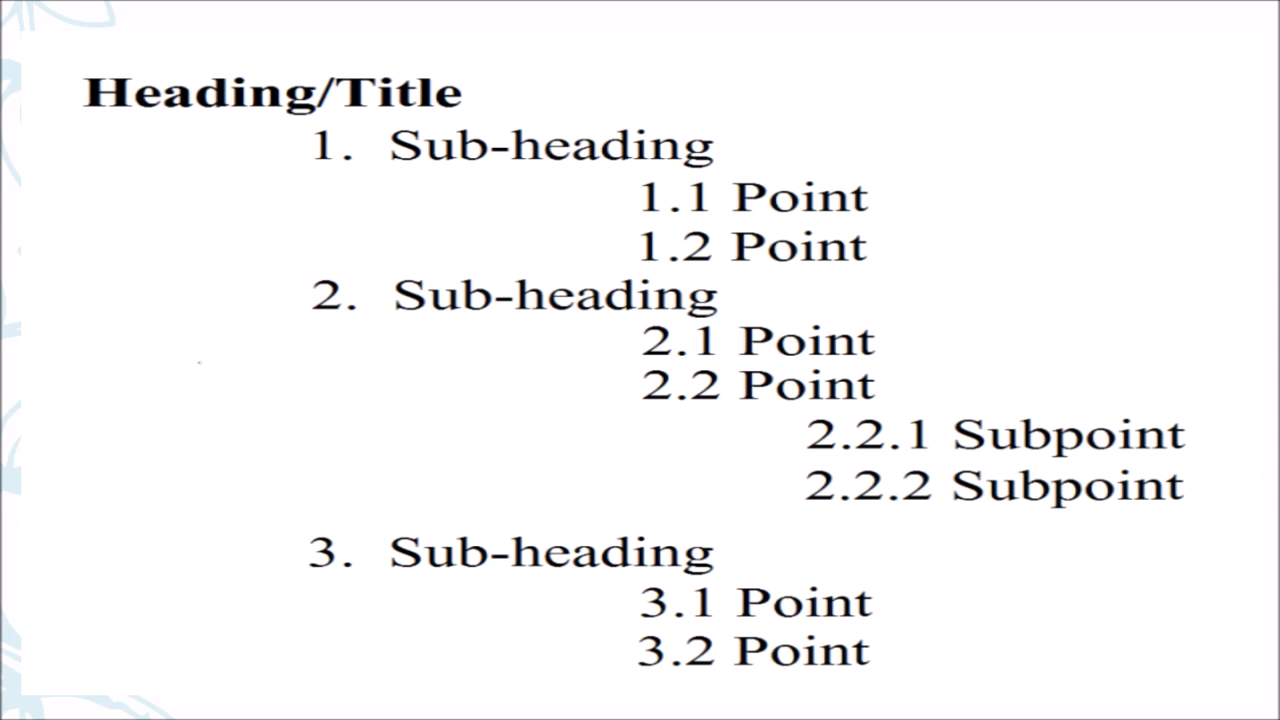 Heading/Title
1. Sub-heading
1.1 Point
1.2 Point
2. Sub-heading
2.1 Point
2.2 Point
2.2.1 Subpoint
2.2.2 Subpoint
3. Sub-heading
3.1 Point
3.2 Point